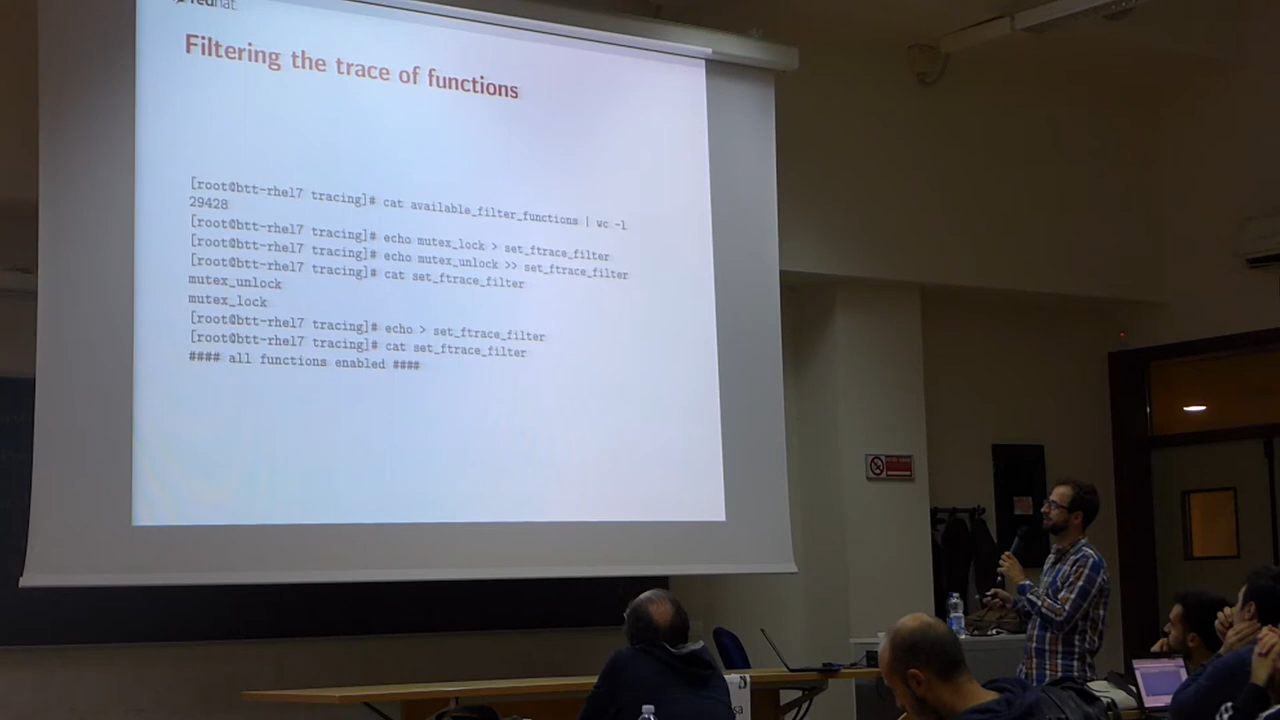 redhat.
Filtering the trace of functions
[root@btt-rhel7 tracing]# cat available_filter_functions | wc -l
29428
[root@btt-rhel7 tracing]# echo mutex_lock > set_ftrace_filter
[root@btt-rhel7 tracing]# echo mutex_unlock >> set_ftrace_filter
[root@btt-rhel7 tracing]# cat set_ftrace_filter
mutex_unlock
mutex_lock
[root@btt-rhel7 tracing]# echo > set_ftrace_filter
[root@btt-rhel7 tracing]# cat set_ftrace_filter
#### all functions enabled ####